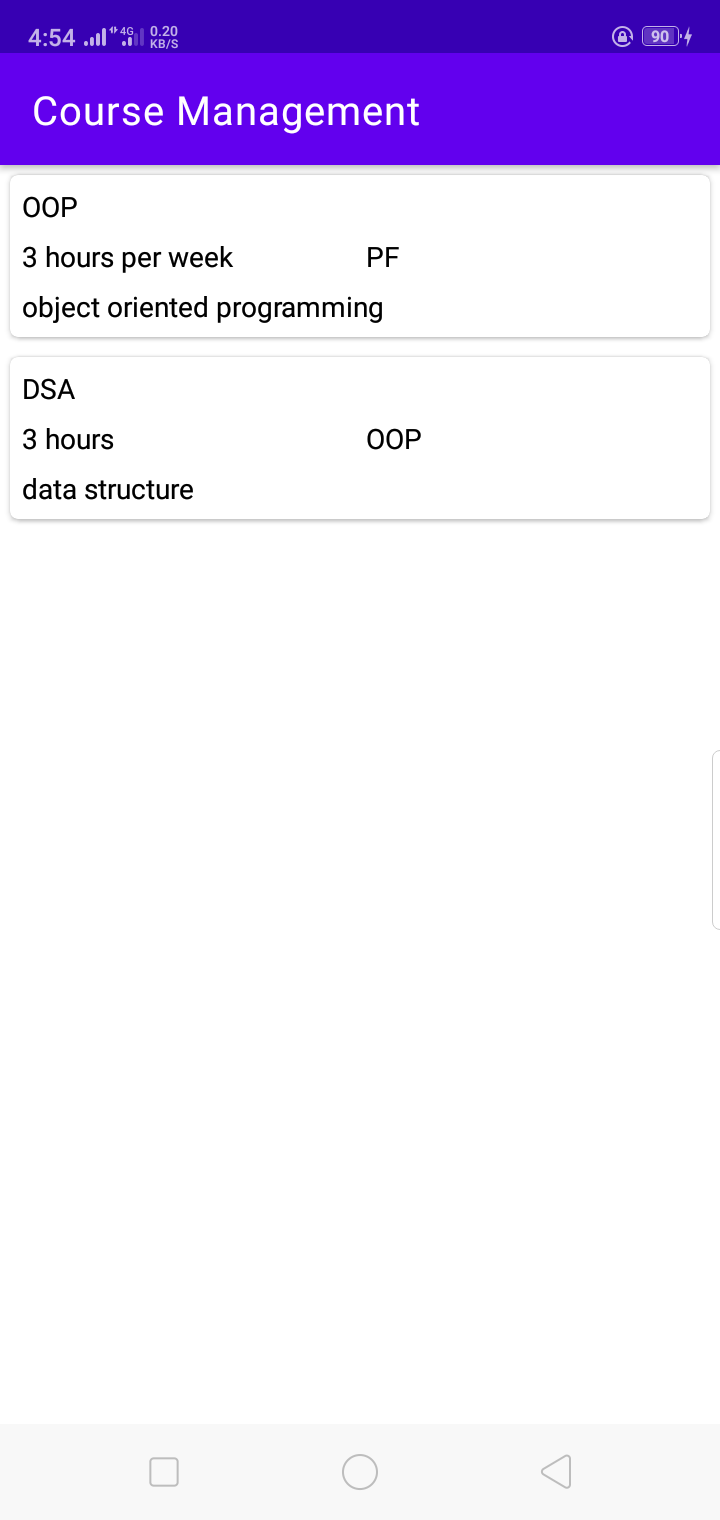 4:54 4G 0.20 KB/S 90
Course Management
OOP
3 hours per week PF
object oriented programming
DSA
3 hours OOP
data structure